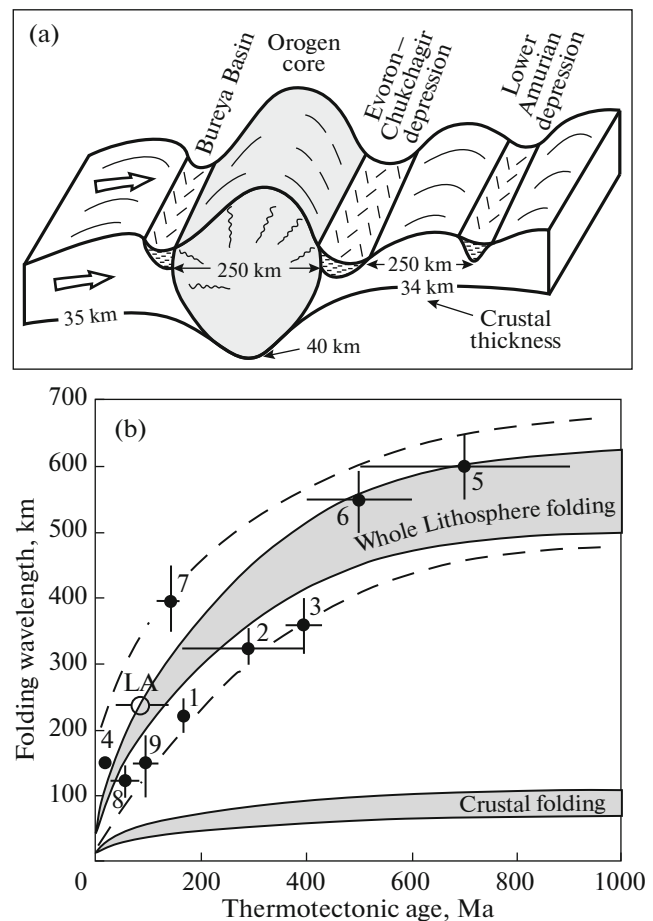 (a)
Bureya Basin
Orogen
core
Evoron–
Chukchagir
depression
Lower
Amurian
depression
250 km
250 km
35 km
34 km
40 km
Crustal
thickness
(b)
Folding wavelength, km
700
600
500
400
300
200
100
0
200
400
600
800
1000
Thermotectonic age, Ma
5
6
Whole Lithosphere folding
7
3
2
LA
1
4
9
8
Crustal folding